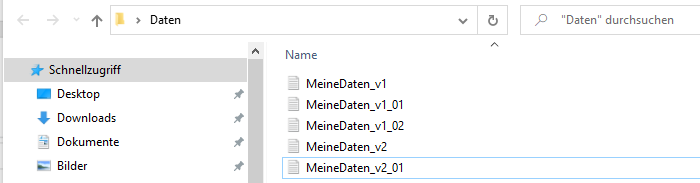 Daten
"Daten" durchsuchen
Name
Schnellzugriff
Desktop
Downloads
Dokumente
Bilder
MeineDaten_v1
MeineDaten_v1_01
MeineDaten_v1_02
MeineDaten_v2
MeineDaten_v2_01